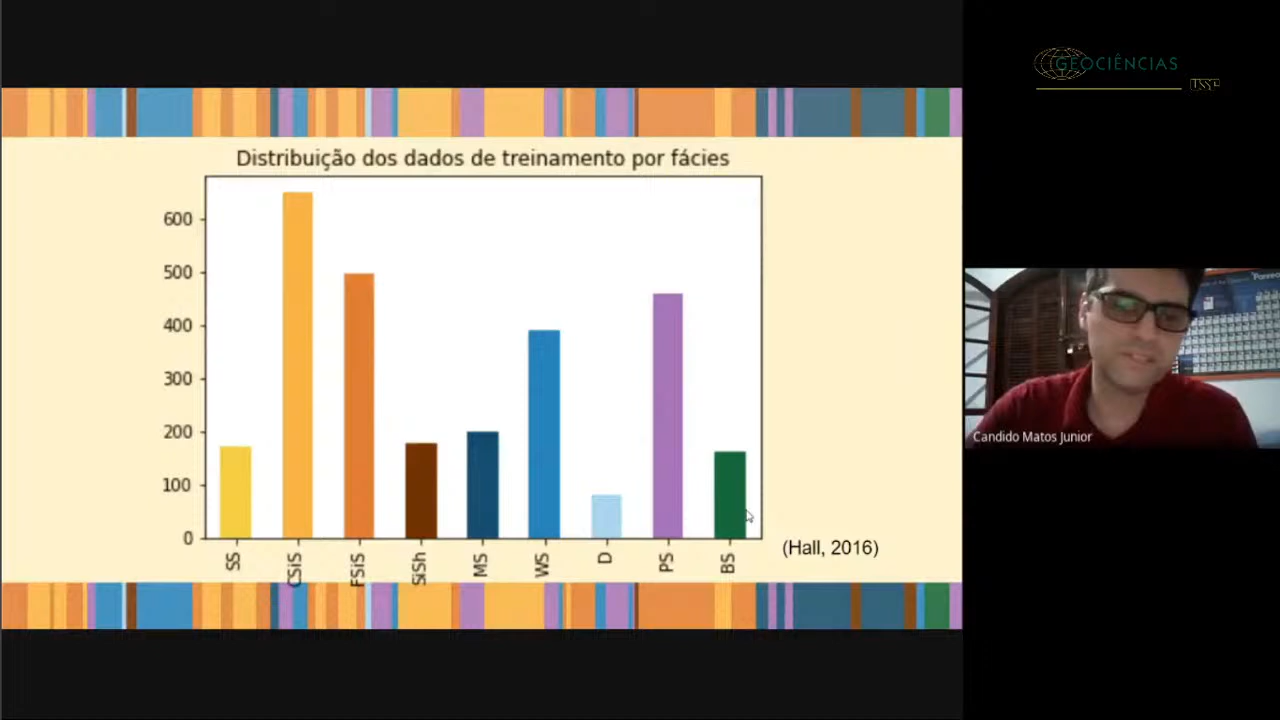 GEOCIÊNCIAS
USP
Distribuição dos dados de treinamento por fácies
600
500
400
300
200
100
0
SS
CSiS
FSiS
SiSh
MS
WS
D
PS
BS
(Hall, 2016)
Candido Matos Junior